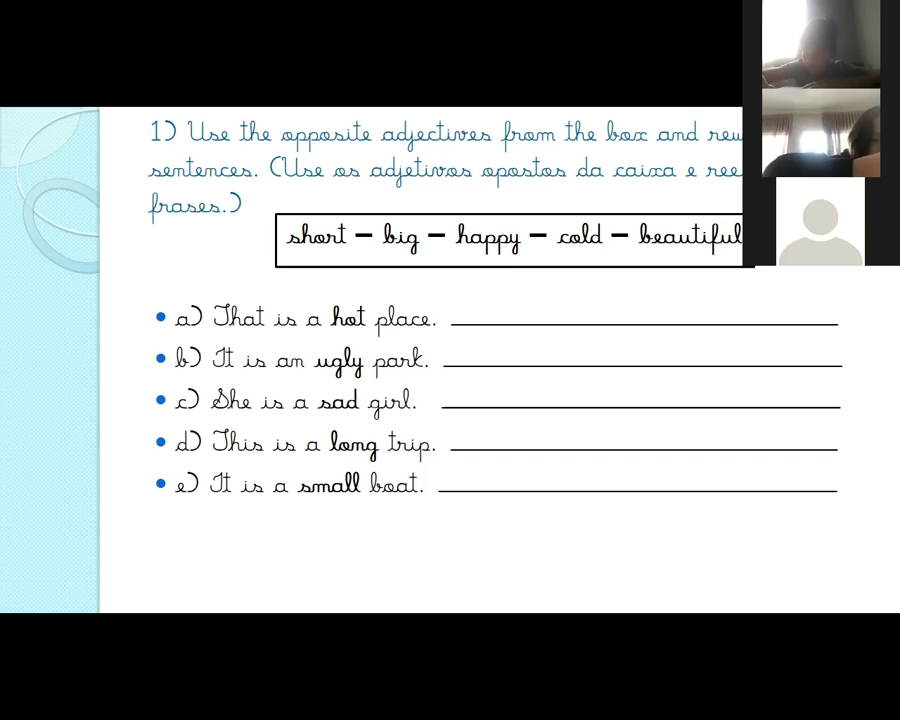 1) Use the opposite adjectives from the box and
sentences. (Use os adjetivos opostos da caixa e
frases.)
short – big – happy – cold – beautiful
a) That is a hot place.
b) It is an ugly park.
c) She is a sad girl.
d) This is a long trip.
e) It is a small boat.